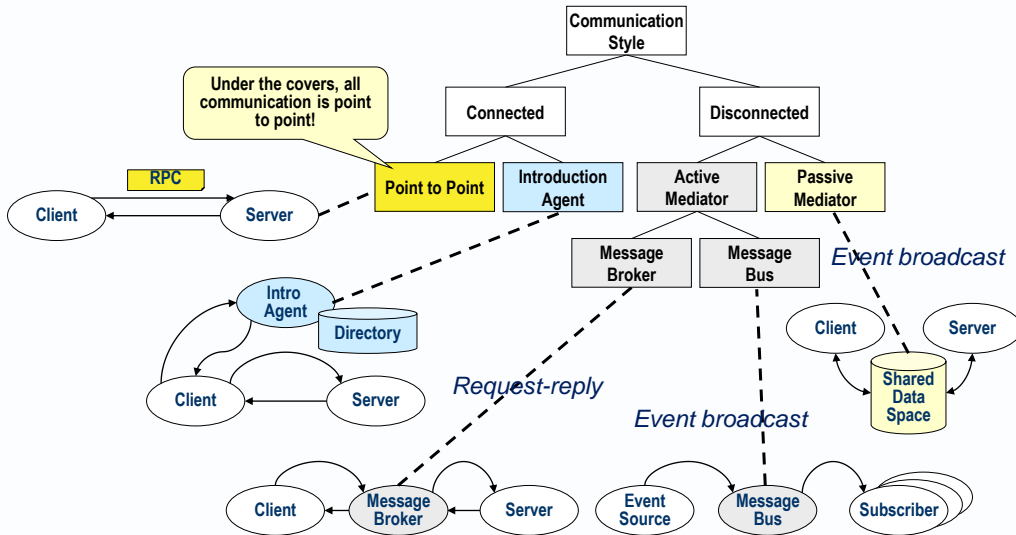 Communication
Style
Under the covers, all
communication is point
to point!
Connected
Disconnected
RPC
Point to Point
Introduction
Agent
Active
Mediator
Passive
Mediator
Client
Server
Message
Broker
Message
Bus
Event broadcast
Intro
Agent
Directory
Client
Server
Shared
Data
Space
Client
Server
Request-reply
Event broadcast
Client
Message
Broker
Server
Event
Source
Message
Bus
Subscriber